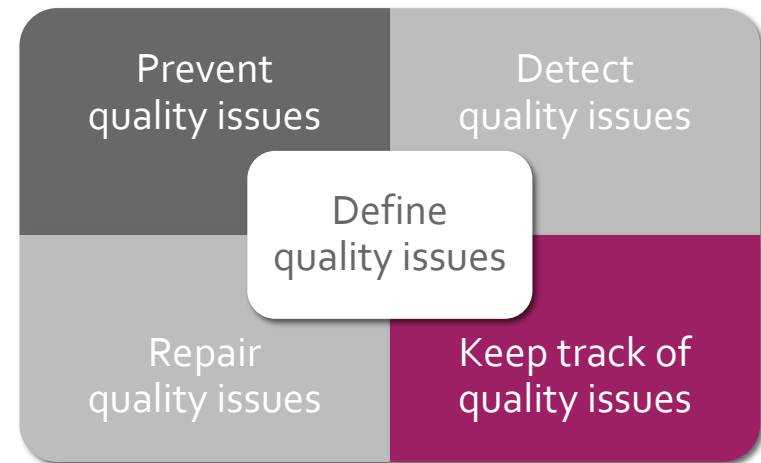 Prevent
quality issues
Detect
quality issues
Define
quality issues
Repair
quality issues
Keep track of
quality issues